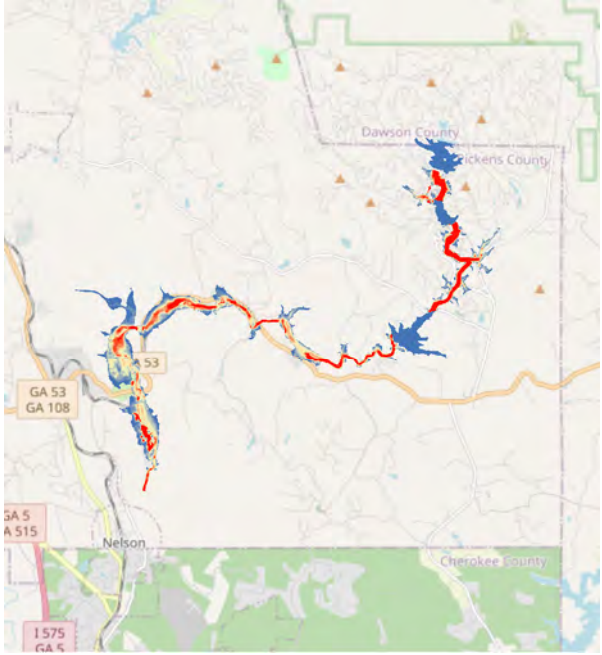 Dawson County
Pickens County
53
GA 53
GA 108
GA 5
A 515
Nelson
Cherokee County
I 575
GA 5